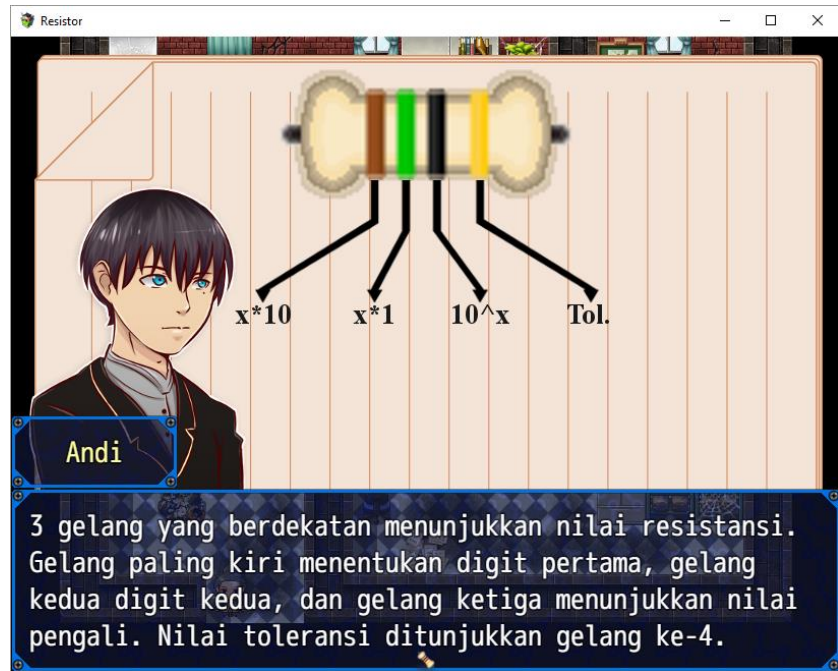 Resistor
x*10 x*1 10^x Tol.
Andi
3 gelang yang berdekatan menunjukkan nilai resistansi.
Gelang paling kiri menentukan digit pertama, gelang
kedua digit kedua, dan gelang ketiga menunjukkan nilai
pengali. Nilai toleransi ditunjukkan gelang ke-4.